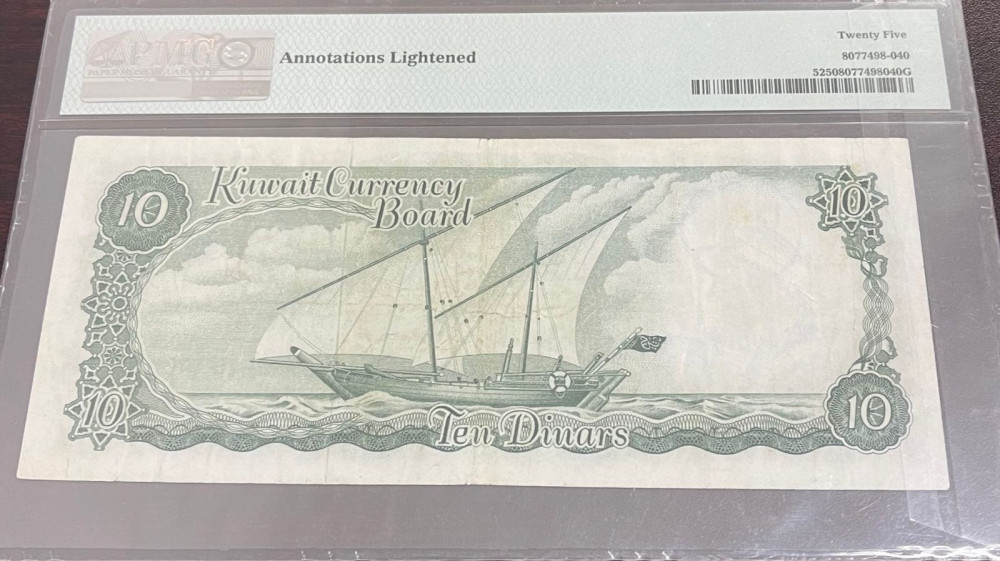 PMG
Annotations Lightened
Twenty Five
8077498-040
52508077498040G
Kuwait Currency
Board
10
10
10
10
Ten Dinars